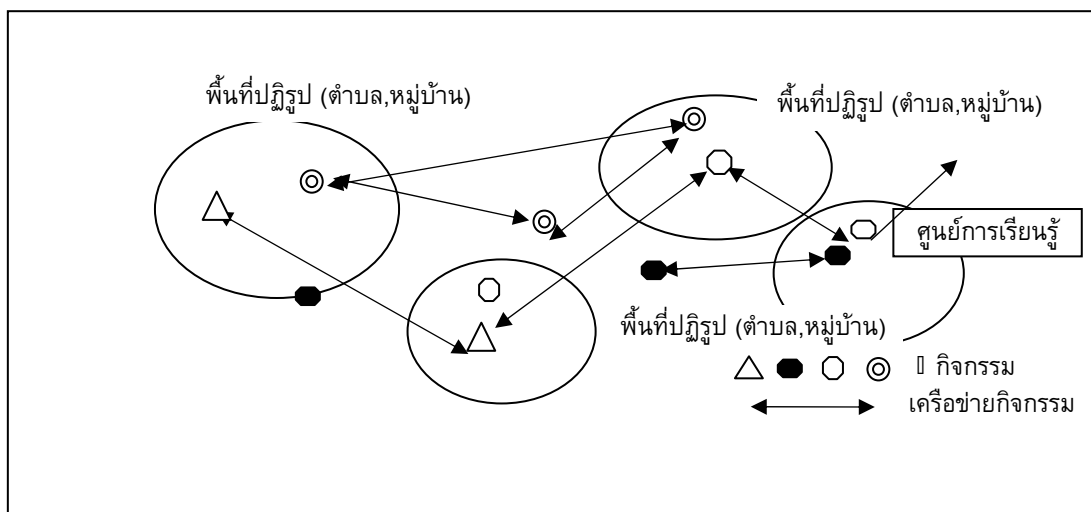 พื้นที่ปฏิรูป (ตำบล,หมู่บ้าน)
พื้นที่ปฏิรูป (ตำบล,หมู่บ้าน)
ศูนย์การเรียนรู้
พื้นที่ปฏิรูป (ตำบล,หมู่บ้าน)
กิจกรรม
เครือข่ายกิจกรรม